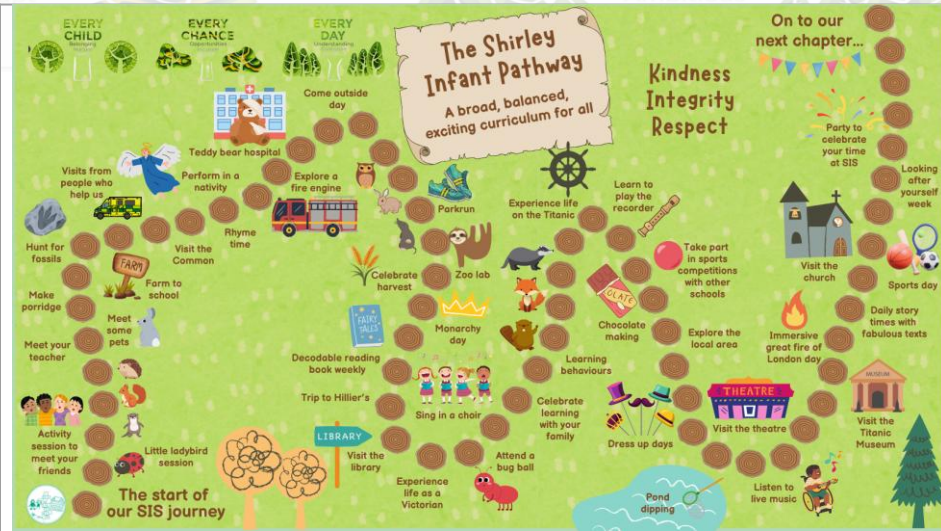 EVERY
CHILD
Belonging
EVERY
CHANCE
Opportunities
EVERY
DAY
Understanding
The Shirley
Infant Pathway
A broad, balanced,
exciting curriculum for all
Kindness
Integrity
Respect
On to our
next chapter...
Come outside
day
Teddy bear hospital
Party to
celebrate
your time
at SIS
Visits from
people who
help us
Perform in a
nativity
Explore a
fire engine
Parkrun
Experience life
on the Titanic
Learn to
play the
recorder
Looking
after
yourself
week
Hunt for
fossils
Visit the
Common
Rhyme
time
FARM
Farm to
school
Celebrate
harvest
Zoo lab
Take part
in sports
competitions
with other
schools
Visit the
church
Sports day
Make
porridge
Meet
some
pets
FAIRY
TALES
Monarchy
day
OLATE
Chocolate
making
Explore the
local area
Immersive
great fire of
London day
Daily story
times with
fabulous texts
Meet your
teacher
Decodable reading
book weekly
Learning
behaviours
MUSEUM
THEATRE
Trip to Hillier's
Sing in a choir
Celebrate
learning
with your
family
Dress up days
Visit the theatre
Visit the
Titanic
Museum
Activity
session to
meet your
friends
Little ladybird
session
LIBRARY
Visit the
library
Attend a
bug ball
Experience
life as a
Victorian
Pond
dipping
Listen to
live music
The start of
our SIS journey